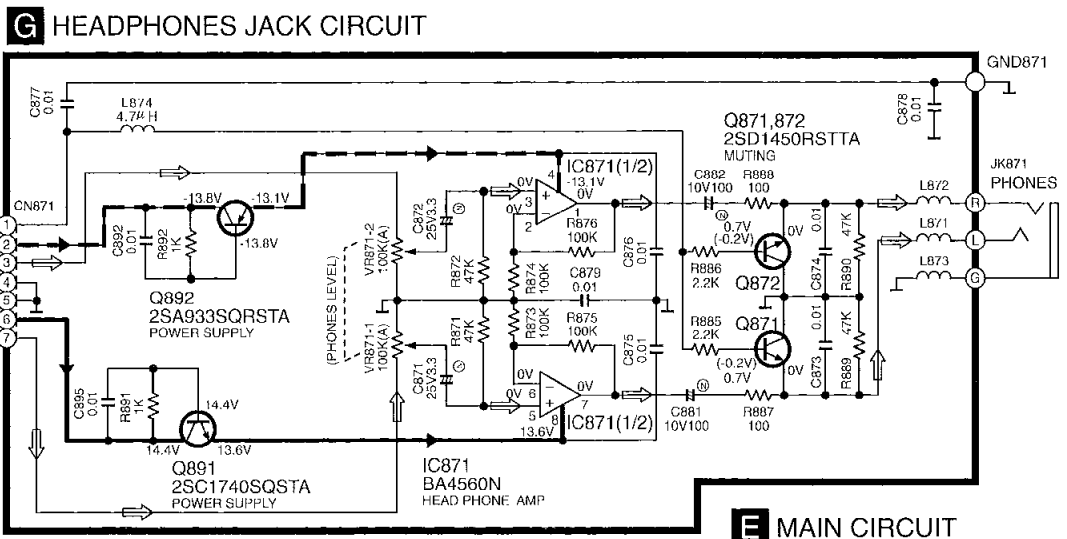 G HEADPHONES JACK CIRCUIT
GND871
C877
0.01
L874
4.7μH
C878
0.01
Q871,872
2SD1450RSTTA
MUTING
IC871(1/2)
4
-13.1V
C882
10V100
R888
100
JK871
PHONES
CN871
1
2
3
4
5
6
7
-13.8V
-13.1V
-13.8V
C892
0.01
R892
1K
Q892
2SA933SQRSTA
POWER SUPPLY
(PHONES LEVEL)
VR871-2
100K(A)
VR871-1
100K(A)
C872
25V3.3
N
C871
25V3.3
N
R872
47K
R871
47K
0V
3
0V
2
0V
1
R876
100K
R874
100K
C879
0.01
R873
100K
R875
100K
C876
0.01
C875
0.01
N
0.7V
(-0.2V)
0V
R886
2.2K
Q872
R885
2.2K
Q871
(-0.2V)
0.7V
0V
0.01
C874
47K
R890
0.01
C873
47K
R889
L872
R
L871
L
L873
G
0V
6
0V
5
0V
7
8
13.6V
IC871(1/2)
N
C881
10V100
R887
100
C895
0.01
R891
1K
14.4V
14.4V
13.6V
Q891
2SC1740SQSTA
POWER SUPPLY
IC871
BA4560N
HEAD PHONE AMP
E MAIN CIRCUIT